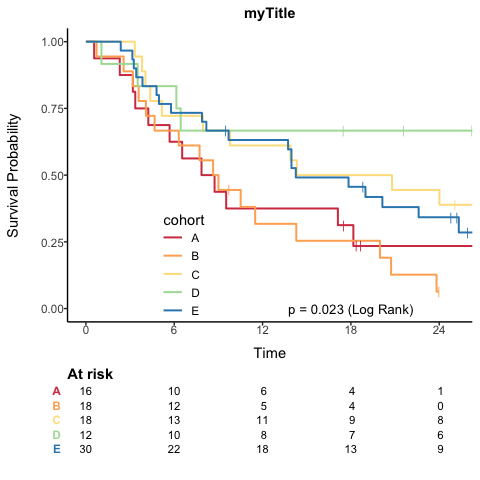 myTitle
Survival Probability
1.00
0.75
0.50
0.25
0.00
cohort
A
B
C
D
E
p = 0.023 (Log Rank)
0 6 12 18 24
Time
At risk
A 16 10 6 4 1
B 18 12 5 4 0
C 18 13 11 9 8
D 12 10 8 7 6
E 30 22 18 13 9